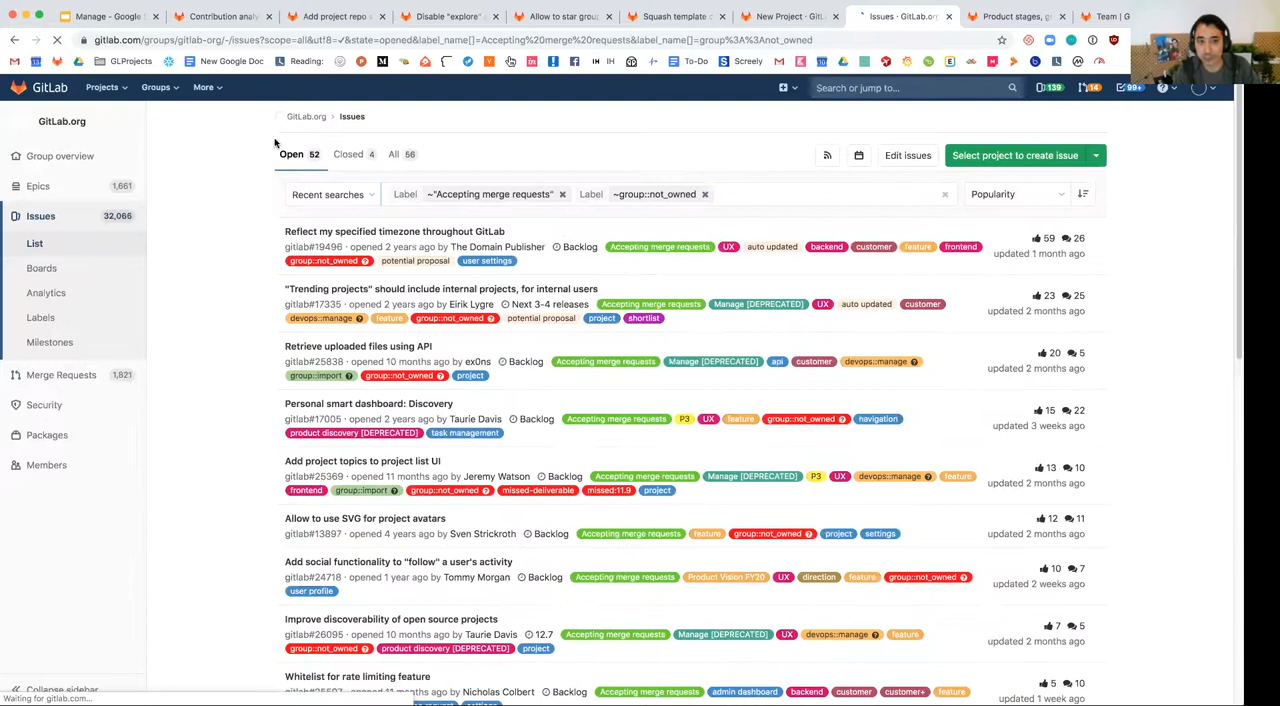 Manage - Google S
Contribution analy
Add project repo s
Disable "explore" a
Allow to star grou
Squash template c
New Project · GitL
Issues · GitLab.org
Product stages, gr
Team | G
gitlab.com/groups/gitlab-org/-/issues?scope=all&utf8=✓&state=opened&label_name[]=Accepting%20merge%20requests&label_name[]=group%3A%3Anot_owned
GLProjects
New Google Doc
Reading:
IH
To-Do
Screely
GitLab
Projects
Groups
More
Search or jump to...
139
14
99+
GitLab.org
Group overview
Epics 1,661
Issues 32,066
List
Boards
Analytics
Labels
Milestones
Merge Requests 1,821
Security
Packages
Members
Collapse sidebar
GitLab.org › Issues
Open 52 Closed 4 All 56
Edit issues
Select project to create issue
Recent searches
Label ~"Accepting merge requests" Label ~group::not_owned
Popularity
Reflect my specified timezone throughout GitLab
59 26
gitlab#19496 · opened 2 years ago by The Domain Publisher Backlog Accepting merge requests UX auto updated backend customer feature frontend
updated 1 month ago
group::not_owned potential proposal user settings
"Trending projects" should include internal projects, for internal users
23 25
gitlab#17335 · opened 2 years ago by Eirik Lygre Next 3-4 releases Accepting merge requests Manage [DEPRECATED] UX auto updated customer
updated 2 months ago
devops::manage feature group::not_owned potential proposal project shortlist
Retrieve uploaded files using API
20 5
gitlab#25838 · opened 10 months ago by ex0ns Backlog Accepting merge requests Manage [DEPRECATED] api customer devops::manage
updated 2 months ago
group::import group::not_owned project
Personal smart dashboard: Discovery
15 22
gitlab#17005 · opened 2 years ago by Taurie Davis Backlog Accepting merge requests P3 UX feature group::not_owned navigation
updated 3 weeks ago
product discovery [DEPRECATED] task management
Add project topics to project list UI
13 10
gitlab#25369 · opened 11 months ago by Jeremy Watson Backlog Accepting merge requests Manage [DEPRECATED] P3 UX devops::manage feature
updated 2 months ago
frontend group::import group::not_owned missed-deliverable missed:11.9 project
Allow to use SVG for project avatars
12 11
gitlab#13897 · opened 4 years ago by Sven Strickroth Backlog Accepting merge requests feature group::not_owned project settings
updated 2 months ago
Add social functionality to "follow" a user's activity
10 7
gitlab#24718 · opened 1 year ago by Tommy Morgan Backlog Accepting merge requests Product Vision FY20 UX direction feature group::not_owned
updated 2 weeks ago
user profile
Improve discoverability of open source projects
7 5
gitlab#26095 · opened 10 months ago by Taurie Davis 12.7 Accepting merge requests Manage [DEPRECATED] UX devops::manage feature
updated 2 months ago
group::not_owned product discovery [DEPRECATED] project
Whitelist for rate limiting feature
5 10
11 months ago by Nicholas Colbert Backlog Accepting merge requests admin dashboard backend customer customer+ feature
updated 1 week ago
Waiting for gitlab.com...